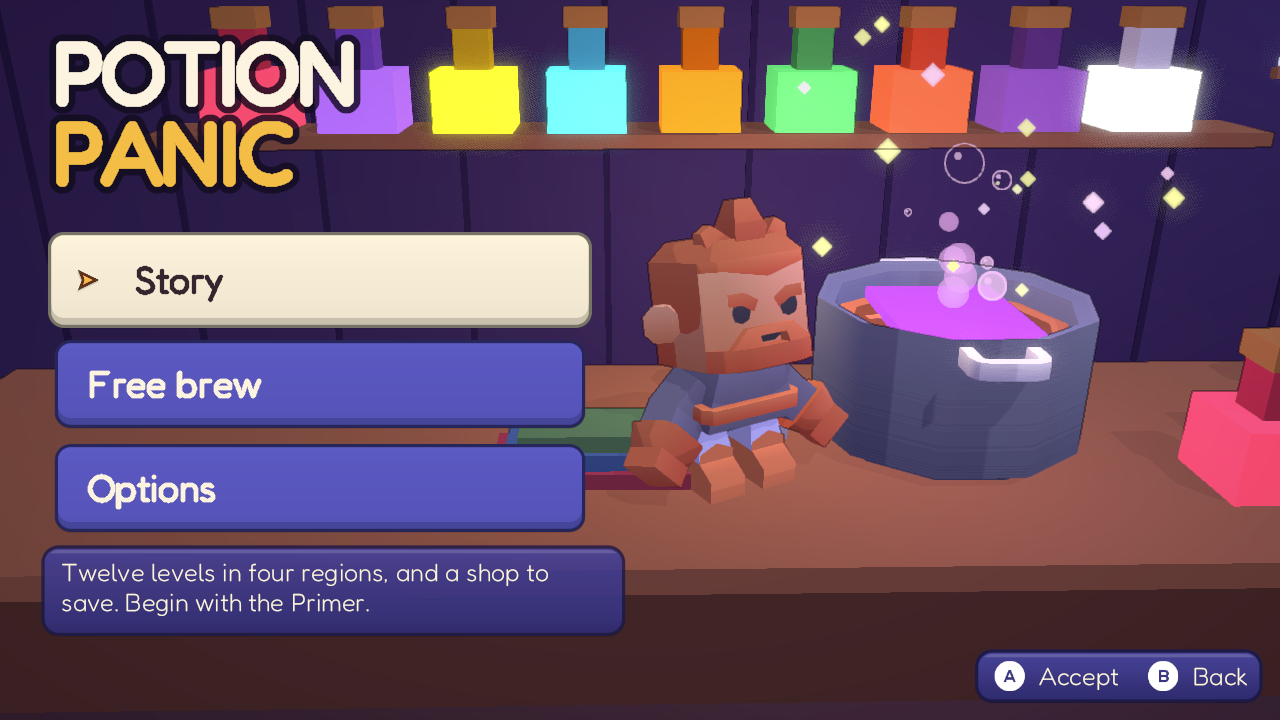 POTION
PANIC
Story
Free brew
Options
Twelve levels in four regions, and a shop to
save. Begin with the Primer.
A Accept B Back